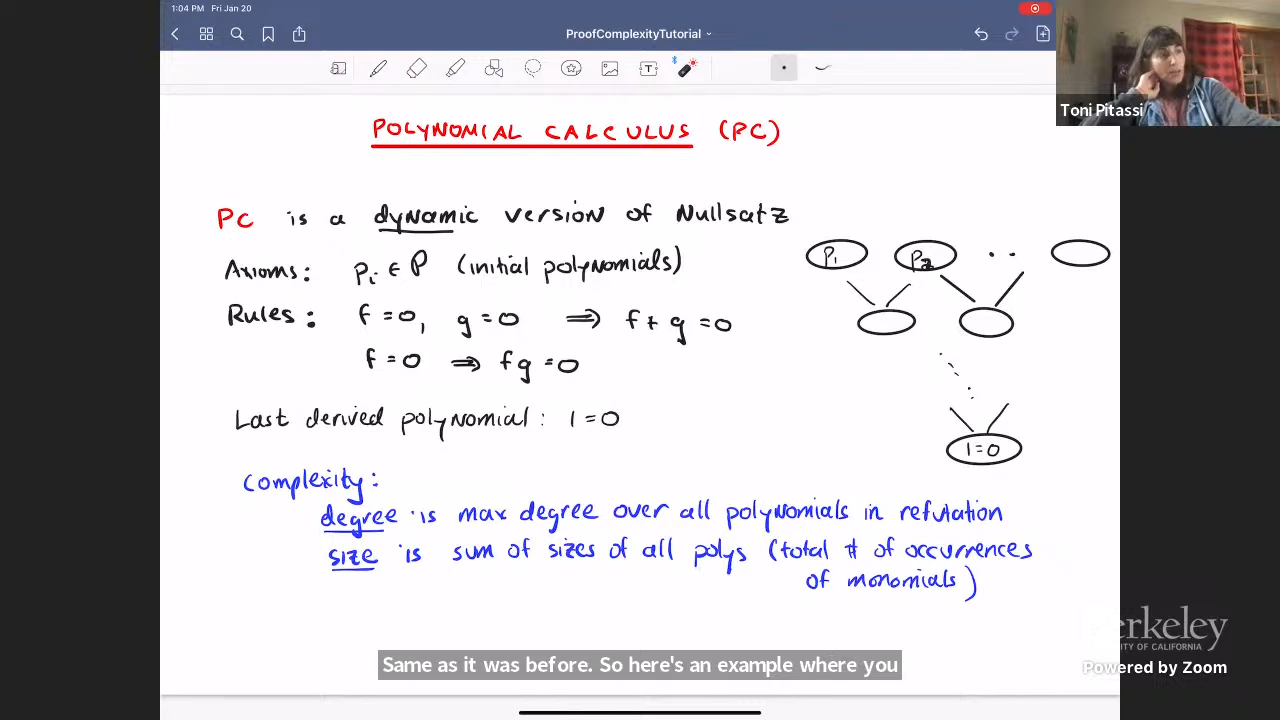 1:04 PM Fri Jan 20
ProofComplexityTutorial
T
Toni Pitassi
POLYNOMIAL CALCULUS (PC)
PC is a dynamic version of Nullsatz
Axioms: Pi ∈ P (initial polynomials)
Rules: f = 0, g = 0 ⟹ f + g = 0
f = 0 ⟹ fg = 0
Last derived polynomial: 1 = 0
P1 P2 ..
1=0
Complexity:
degree is max degree over all polynomials in refutation
size is sum of sizes of all polys (total # of occurrences
of monomials)
Same as it was before. So here's an example where you
Berkeley
UNIVERSITY OF CALIFORNIA
Powered by Zoom